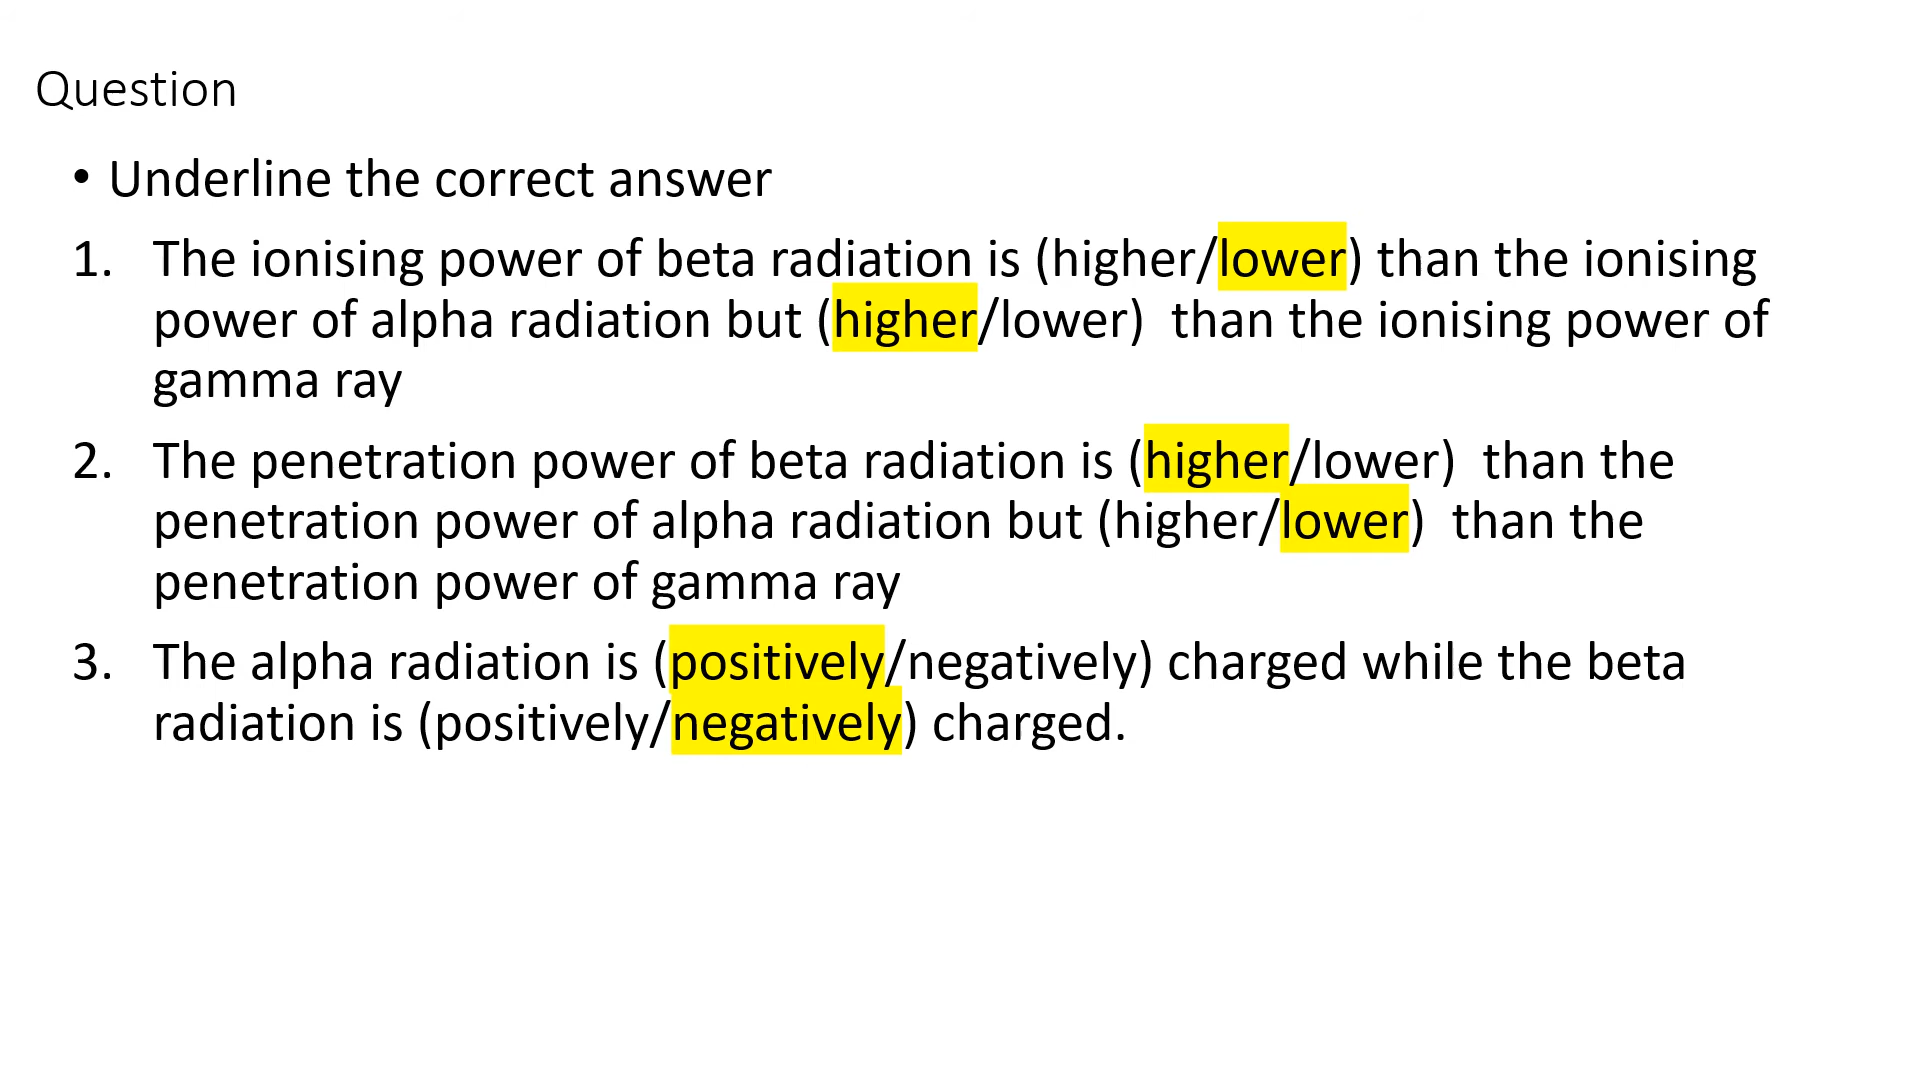 Question
• Underline the correct answer
1. The ionising power of beta radiation is (higher/lower) than the ionising
power of alpha radiation but (higher/lower)  than the ionising power of
gamma ray
2. The penetration power of beta radiation is (higher/lower)  than the
penetration power of alpha radiation but (higher/lower)  than the
penetration power of gamma ray
3. The alpha radiation is (positively/negatively) charged while the beta
radiation is (positively/negatively) charged.